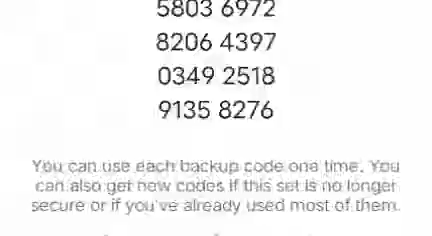 5803 6972
8206 4397
0349 2518
9135 8276
You can use each backup code one time. You
can also get new codes if this set is no longer
secure or if you've already used most of them.